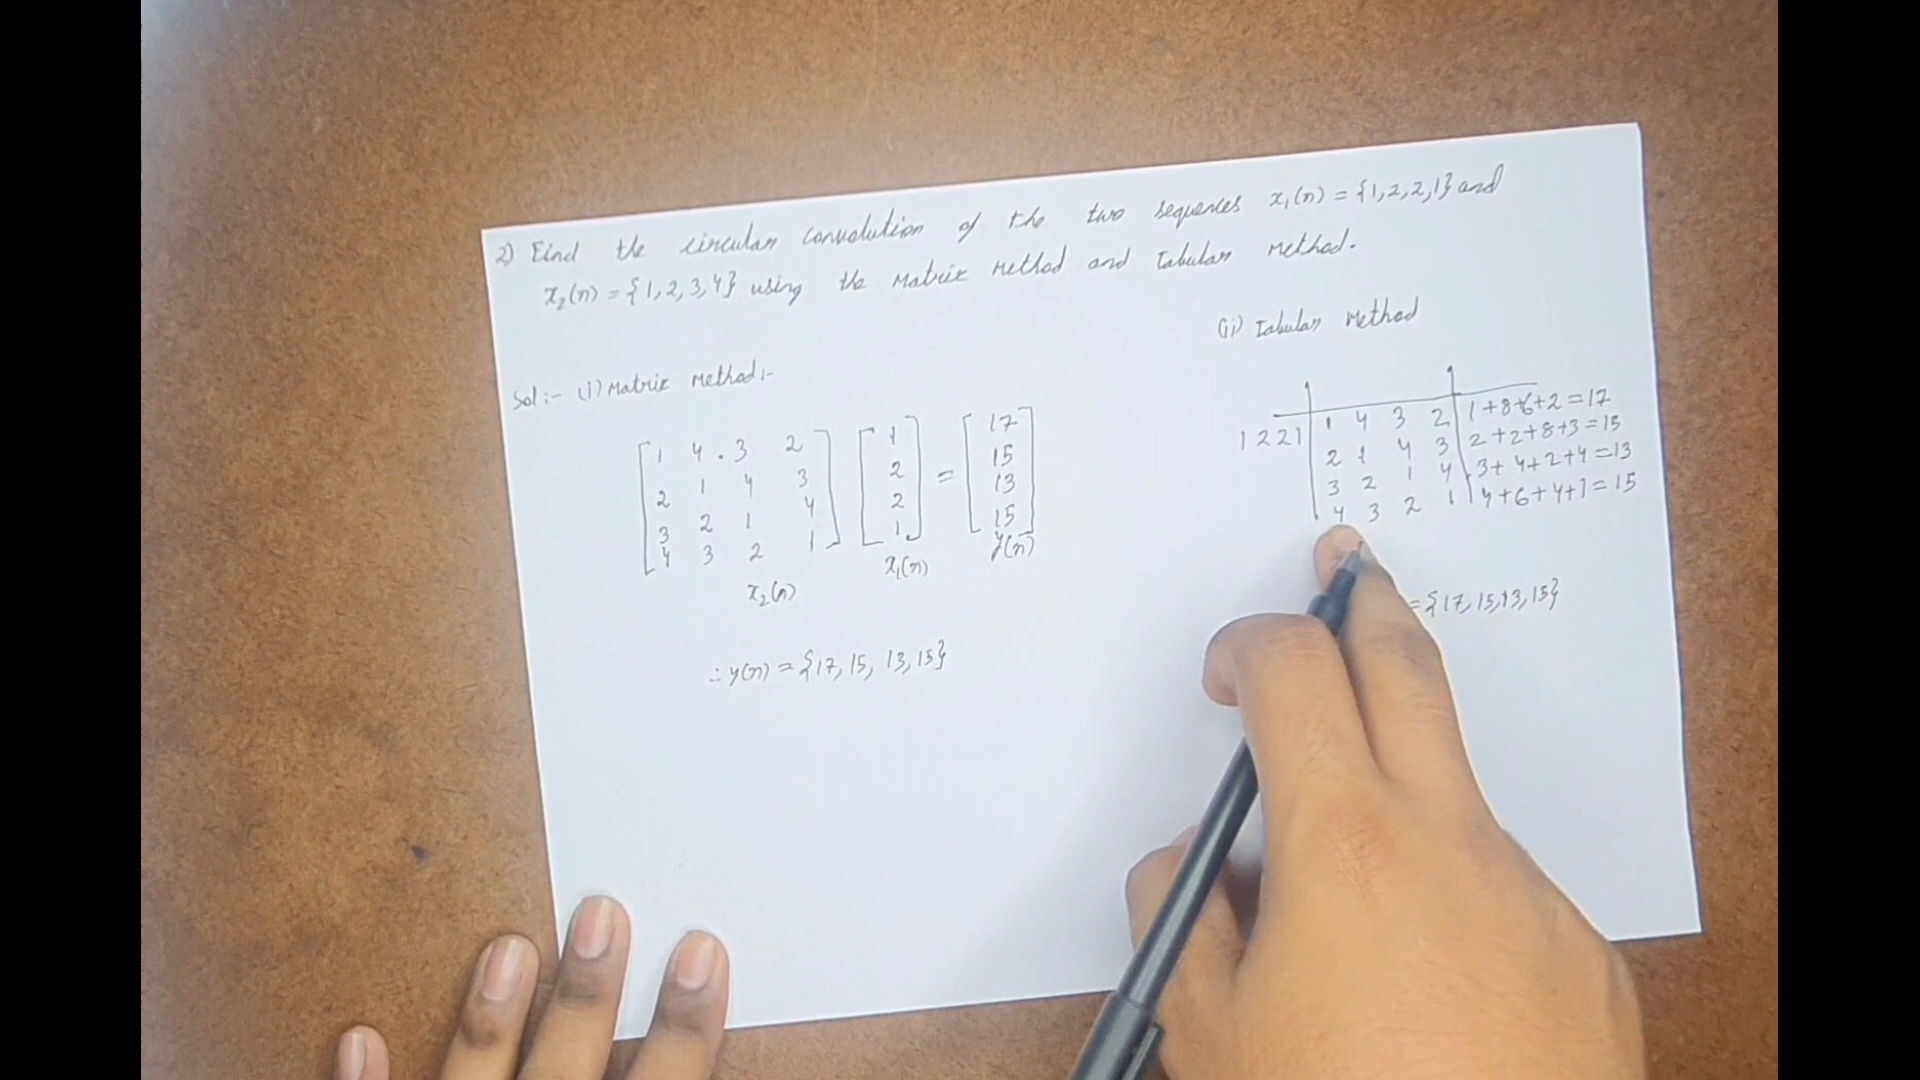 2) Find the circular convolution of the two sequences x₁(n) = {1,2,2,1} and
x₂(n) = {1,2,3,4} using the Matrix Method and Tabular Method.
Sol:- (i) Matrix Method:-
[1 4 . 3 2] [1] = [17]
[2 1 4 3] [2] [15]
[3 2 1 4] [2] [13]
[4 3 2 1] [1] [15]
x₂(n) x₁(n) y(n)
∴ y(n) = {17, 15, 13, 15}
(ii) Tabular Method
1 4 3 2 | 1+8+6+2=17
1 2 2 1 | 2 1 4 3 | 2+2+8+3=15
3 2 1 4 | 3+4+2+4=13
4 3 2 1 | 4+6+4+1=15
= {17, 15, 13, 15}